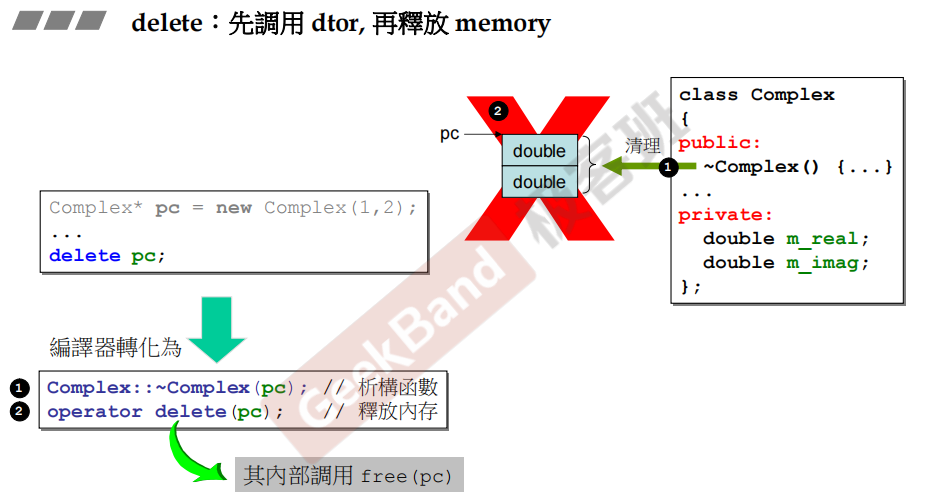 delete：先調用 dtor, 再釋放 memory
Complex* pc = new Complex(1,2);
...
delete pc;
編譯器轉化為
1 Complex::~Complex(pc); // 析構函數
2 operator delete(pc); // 釋放內存
其內部調用 free(pc)
2
pc
double
double
清理
1
class Complex
{
public:
~Complex() {...}
...
private:
double m_real;
double m_imag;
};
GeekBand 极客班